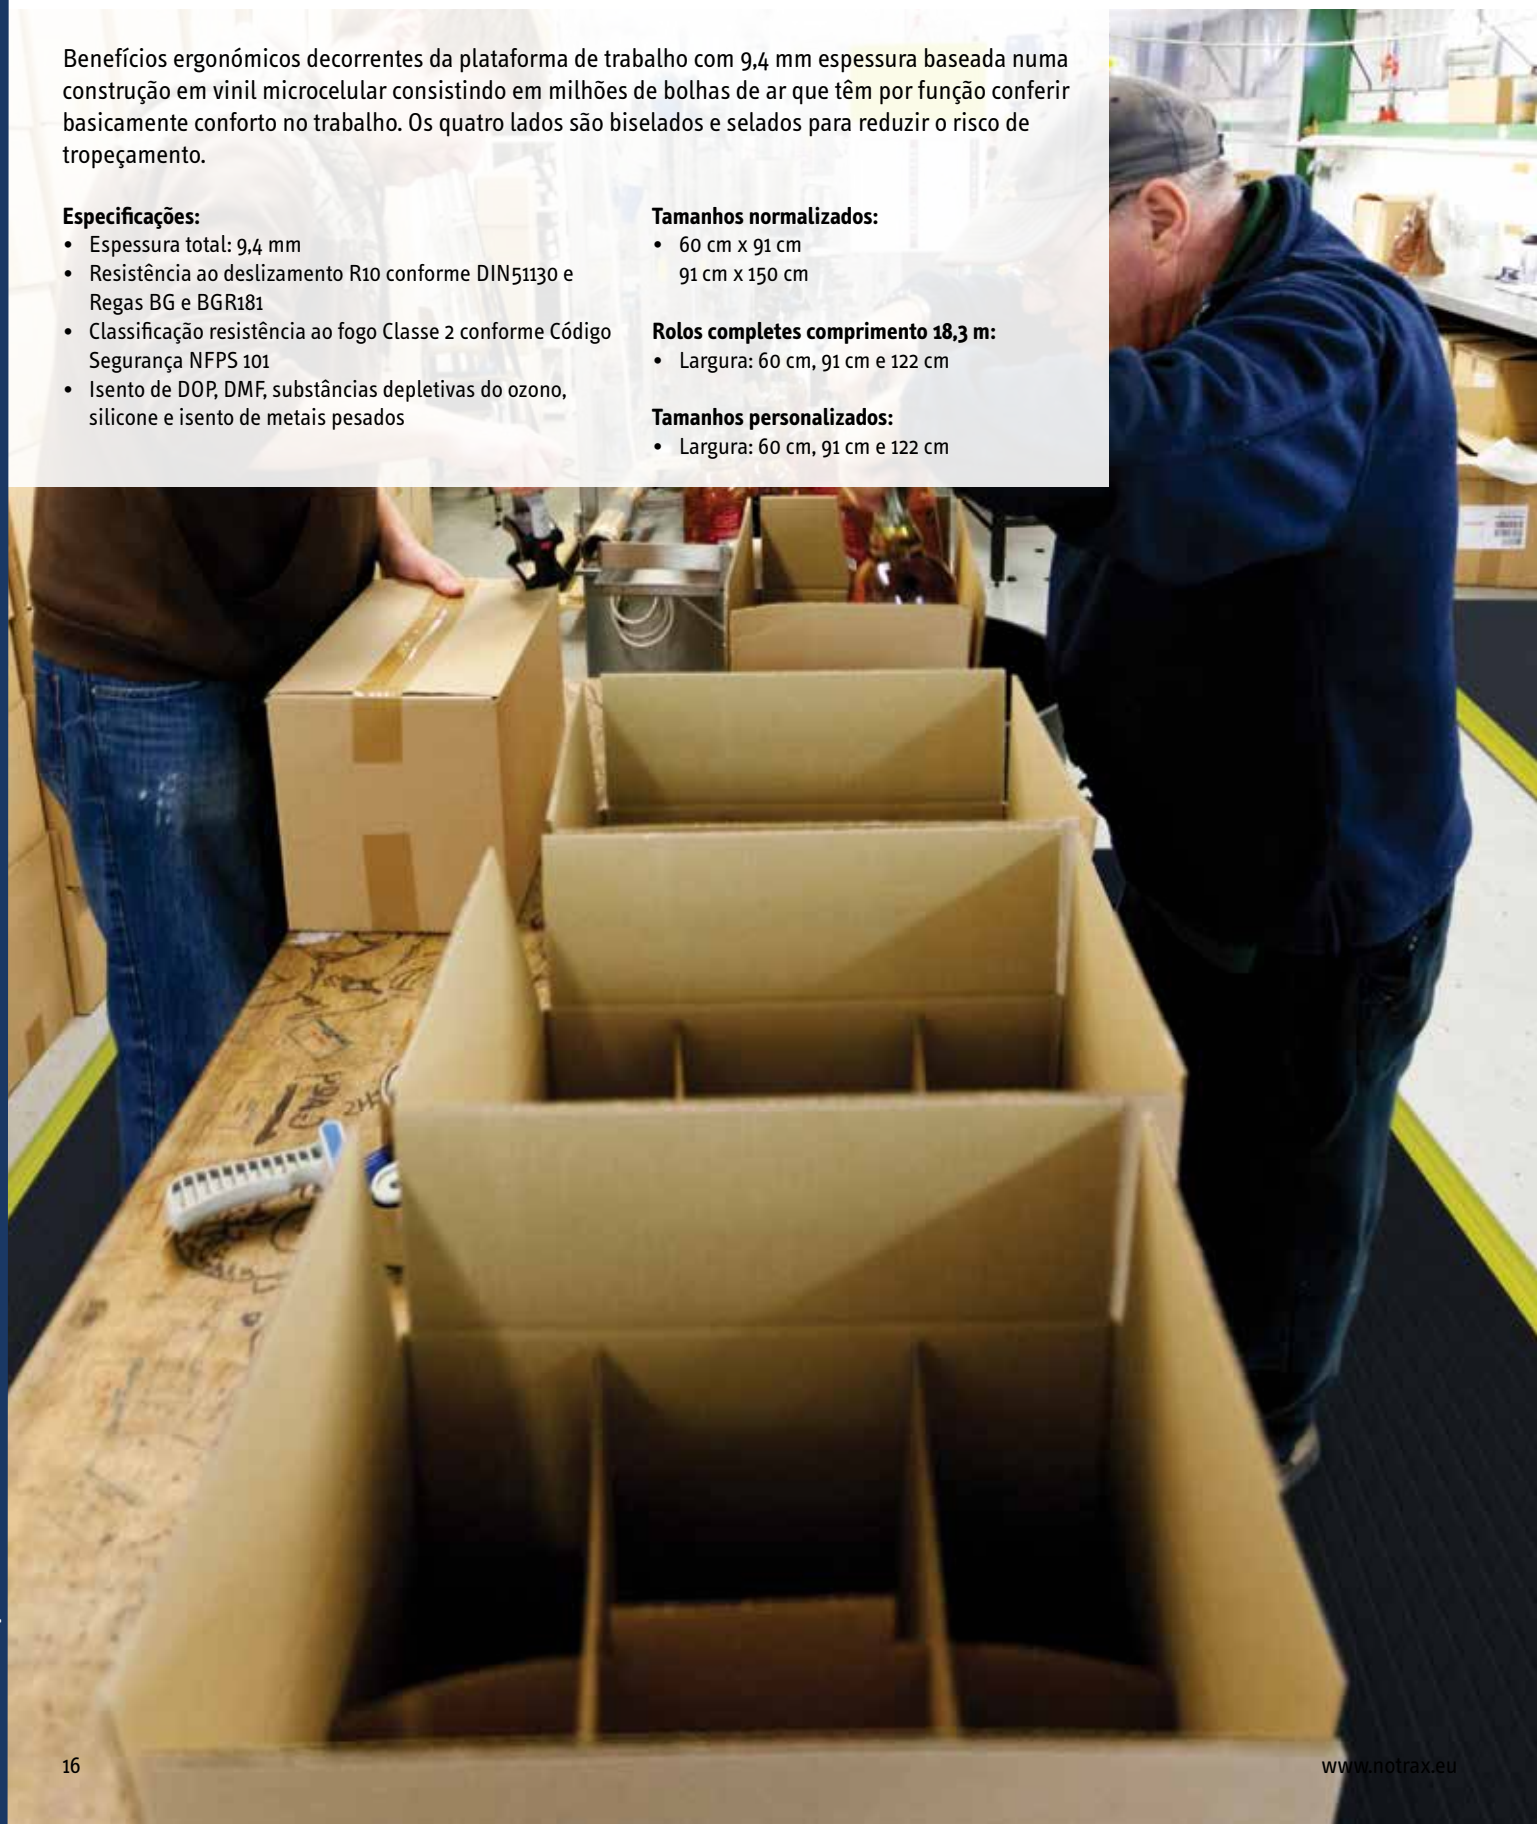 Benefícios ergonómicos decorrentes da plataforma de trabalho com 9,4 mm espessura baseada numa
construção em vinil microcelular consistindo em milhões de bolhas de ar que têm por função conferir
basicamente conforto no trabalho. Os quatro lados são biselados e selados para reduzir o risco de
tropeçamento.
Especificações:
• Espessura total: 9,4 mm
• Resistência ao deslizamento R10 conforme DIN51130 e
Regas BG e BGR181
• Classificação resistência ao fogo Classe 2 conforme Código
Segurança NFPS 101
• Isento de DOP, DMF, substâncias depletivas do ozono,
silicone e isento de metais pesados
Tamanhos normalizados:
• 60 cm x 91 cm
91 cm x 150 cm
Rolos completes comprimento 18,3 m:
• Largura: 60 cm, 91 cm e 122 cm
Tamanhos personalizados:
• Largura: 60 cm, 91 cm e 122 cm
16
www.notrax.eu